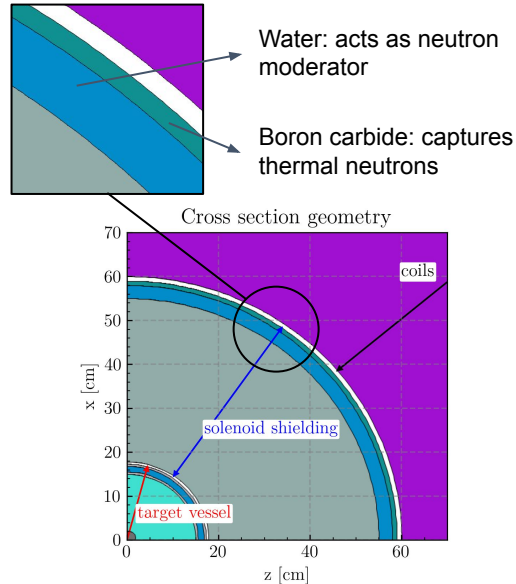 Water: acts as neutron
moderator
Boron carbide: captures
thermal neutrons
Cross section geometry
70
60
50
40
30
20
10
0
x [cm]
coils
solenoid shielding
target vessel
0
20
40
60
z [cm]